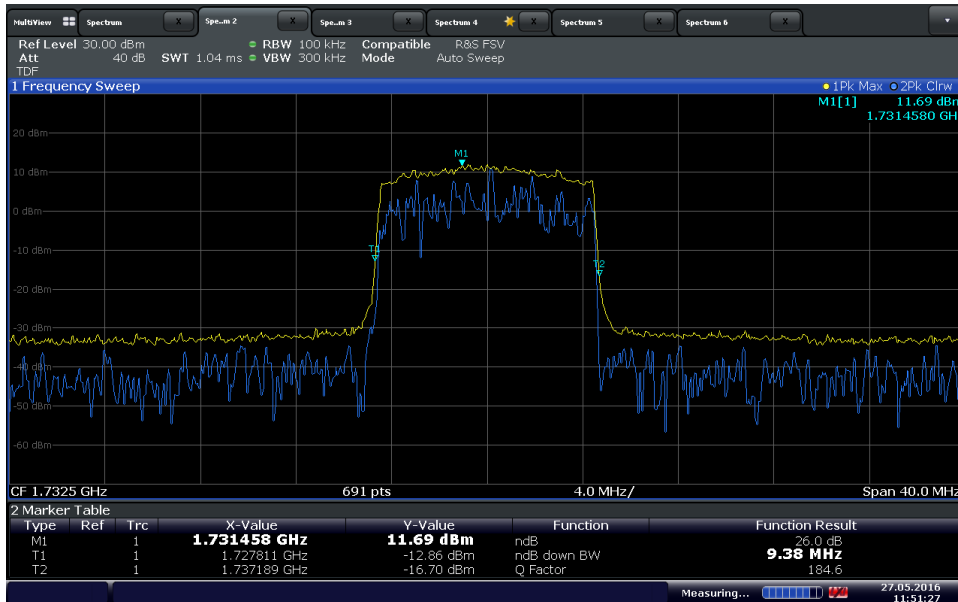 MultiView Spectrum X Spe..m 2 X Spe..m 3 X Spectrum 4 X Spectrum 5 X Spectrum 6 X
Ref Level 30.00 dBm RBW 100 kHz Compatible R&S FSV
Att 40 dB SWT 1.04 ms VBW 300 kHz Mode Auto Sweep
TDF
1 Frequency Sweep 1Pk Max 2Pk Clrw
M1[1] 11.69 dBm
1.7314580 GH
20 dBm
M1
10 dBm
0 dBm
-10 dBm
T1
T2
-20 dBm
-30 dBm
-40 dBm
-50 dBm
-60 dBm
CF 1.7325 GHz 691 pts 4.0 MHz/ Span 40.0 MHz
2 Marker Table
Type Ref Trc X-Value Y-Value Function Function Result
M1 1 1.731458 GHz 11.69 dBm ndB 26.0 dB
T1 1 1.727811 GHz -12.86 dBm ndB down BW 9.38 MHz
T2 1 1.737189 GHz -16.70 dBm Q Factor 184.6
Measuring... 27.05.2016
11:51:27